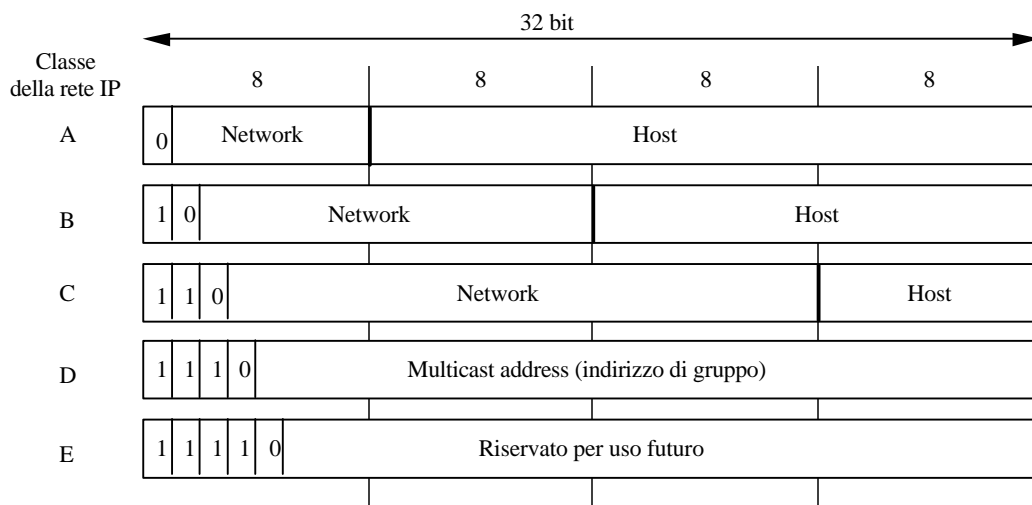 32 bit
Classe
della rete IP
8 8 8 8
A 0 Network Host
B 1 0 Network Host
C 1 1 0 Network Host
D 1 1 1 0 Multicast address (indirizzo di gruppo)
E 1 1 1 1 0 Riservato per uso futuro